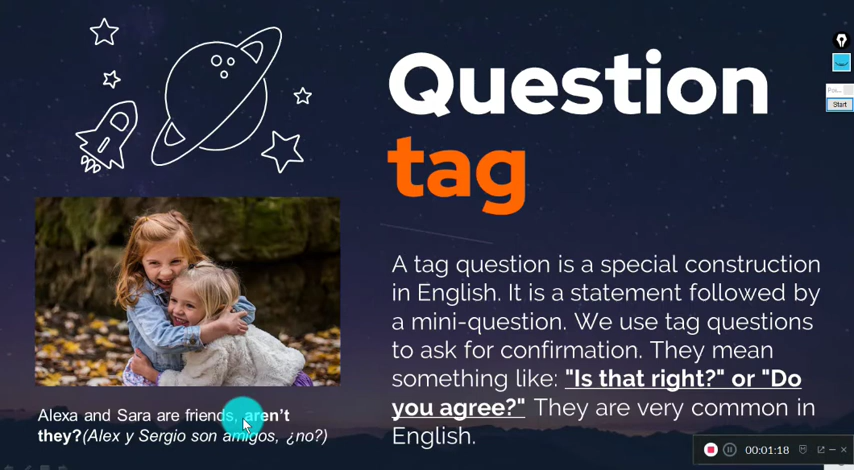 Question
tag
A tag question is a special construction
in English. It is a statement followed by
a mini-question. We use tag questions
to ask for confirmation. They mean
something like: "Is that right?" or "Do
you agree?" They are very common in
English.
Alexa and Sara are friends, aren't
they?(Alex y Sergio son amigos, ¿no?)
Start
00:01:18